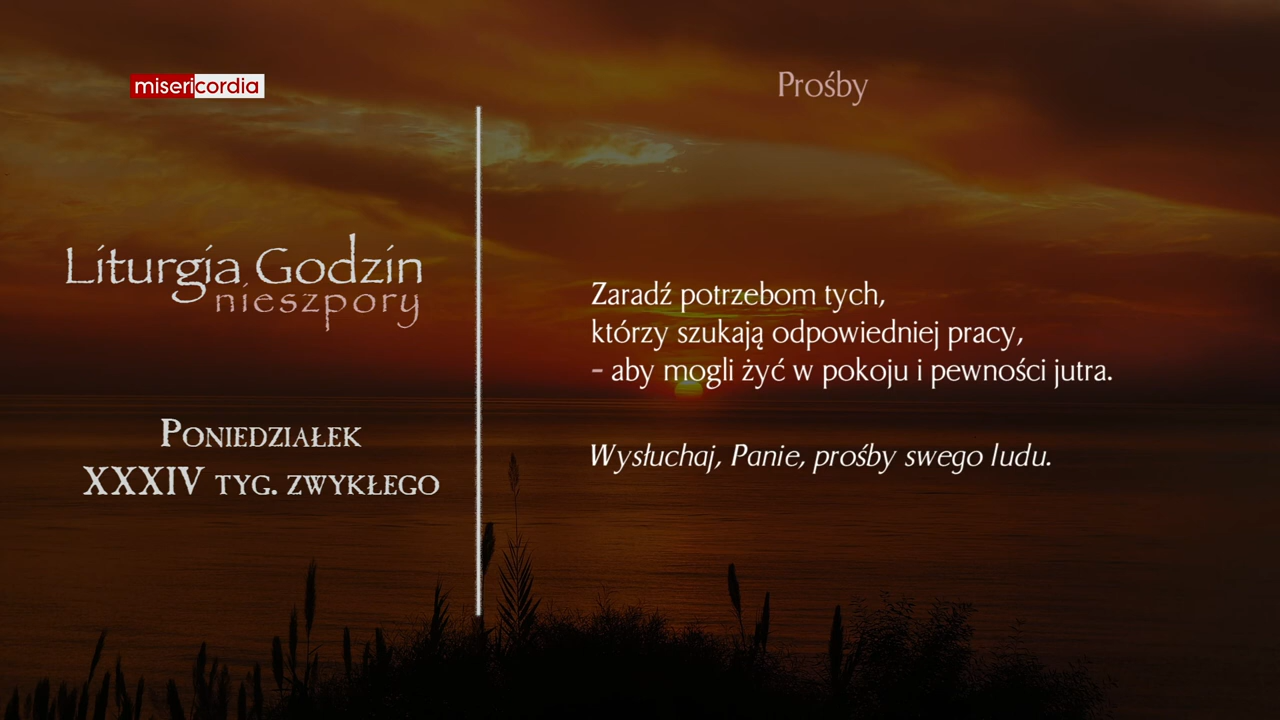 misericordia
Liturgia Godzin
nieszpory
Poniedziałek
XXXIV tyg. zwykłego
Prośby
Zaradź potrzebom tych,
którzy szukają odpowiedniej pracy,
- aby mogli żyć w pokoju i pewności jutra.
Wysłuchaj, Panie, prośby swego ludu.